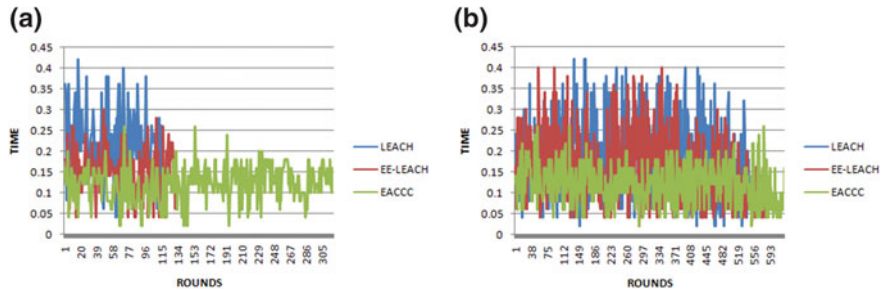 (a)
0.45
0.4
0.35
0.3
0.25
0.2
0.15
0.1
0.05
0
TIME
1 20 39 58 77 96 115 134 153 172 191 210 229 248 267 286 305
ROUNDS
LEACH
EE-LEACH
EACCC
(b)
0.45
0.4
0.35
0.3
0.25
0.2
0.15
0.1
0.05
0
TIME
1 38 75 112 149 186 223 260 297 334 371 408 445 482 519 556 593
ROUNDS
LEACH
EE-LEACH
EACCC